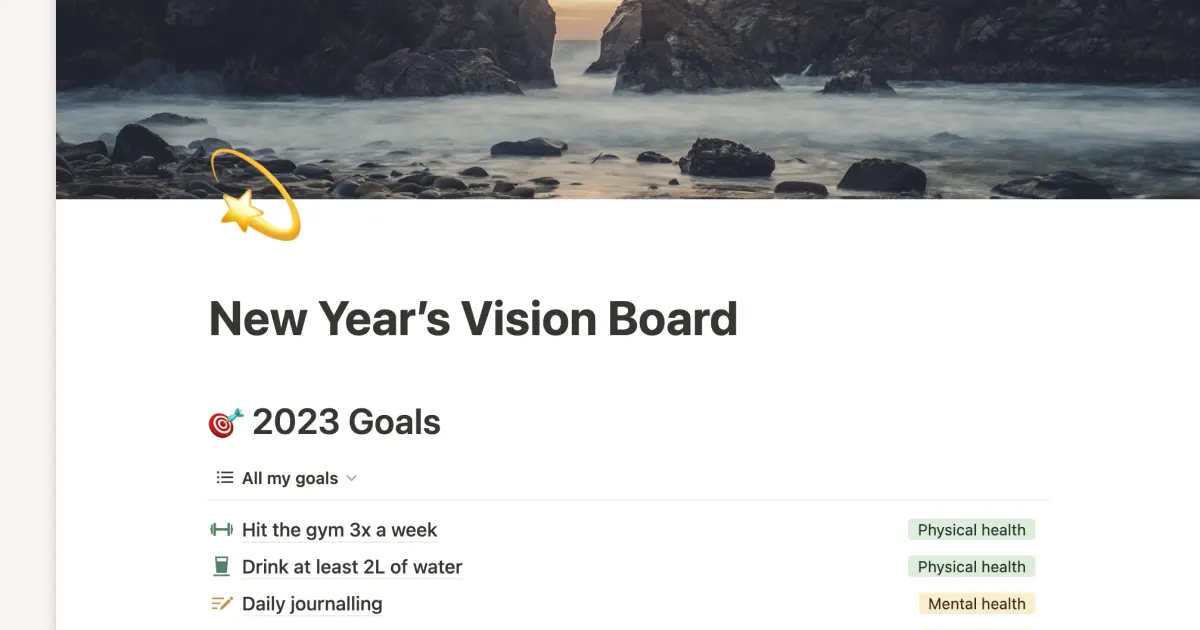 New Year’s Vision Board
2023 Goals
All my goals
Hit the gym 3x a week Physical health
Drink at least 2L of water Physical health
Daily journalling Mental health